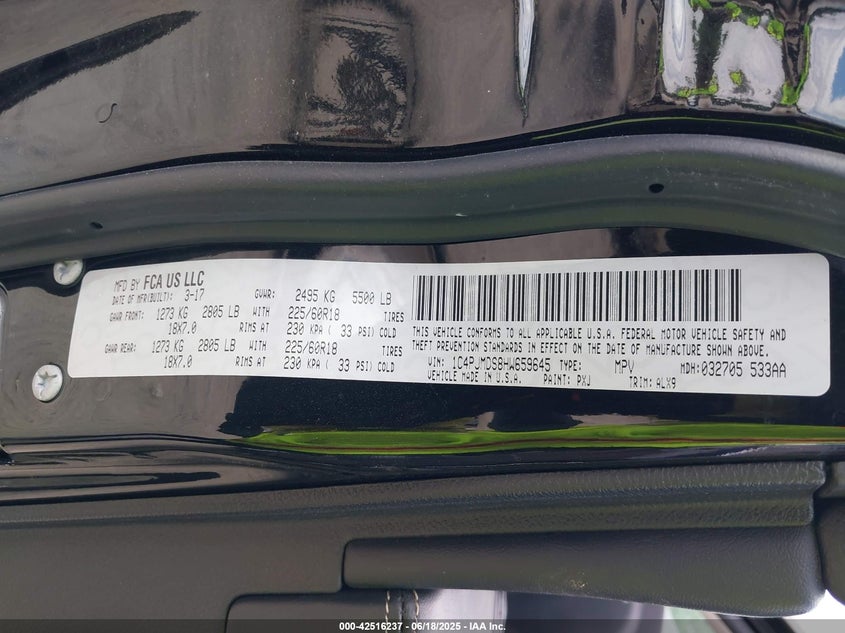 MFD BY FCA US LLC
DATE OF MFR(BUILT): 3-17 GVWR: 2495 KG 5500 LB
GAWR FRONT: 1273 KG 2805 LB WITH 225/60R18 TIRES
18X7.0 RIMS AT 230 KPA ( 33 PSI) COLD
GAWR REAR: 1273 KG 2805 LB WITH 225/60R18 TIRES
18X7.0 RIMS AT 230 KPA ( 33 PSI) COLD
THIS VEHICLE CONFORMS TO ALL APPLICABLE U.S.A. FEDERAL MOTOR VEHICLE SAFETY AND
THEFT PREVENTION STANDARDS IN EFFECT ON THE DATE OF MANUFACTURE SHOWN ABOVE.
VIN: 1C4PJMDS8HW659645 TYPE: MPV MDH: 032705 533AA
VEHICLE MADE IN U.S.A. PAINT: PXJ TRIM: ALX9
000-42516237 - 06/18/2025 - IAA Inc.